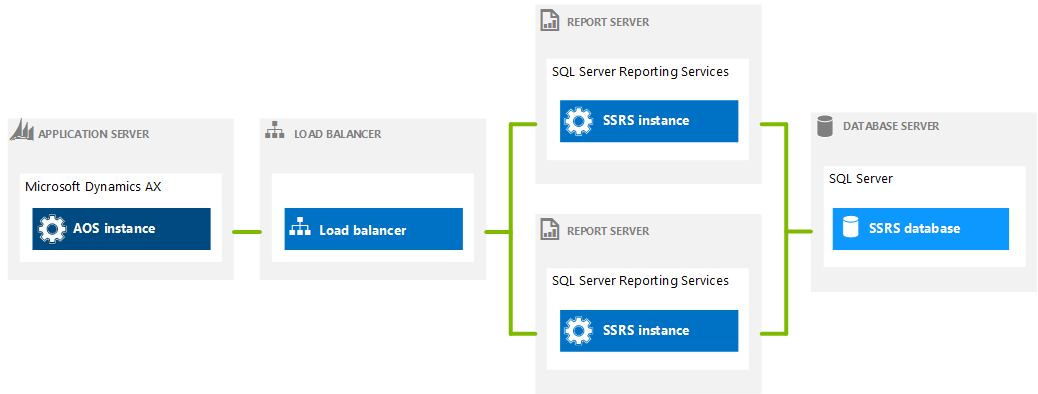 APPLICATION SERVER
Microsoft Dynamics AX
AOS instance
LOAD BALANCER
Load balancer
REPORT SERVER
SQL Server Reporting Services
SSRS instance
REPORT SERVER
SQL Server Reporting Services
SSRS instance
DATABASE SERVER
SQL Server
SSRS database